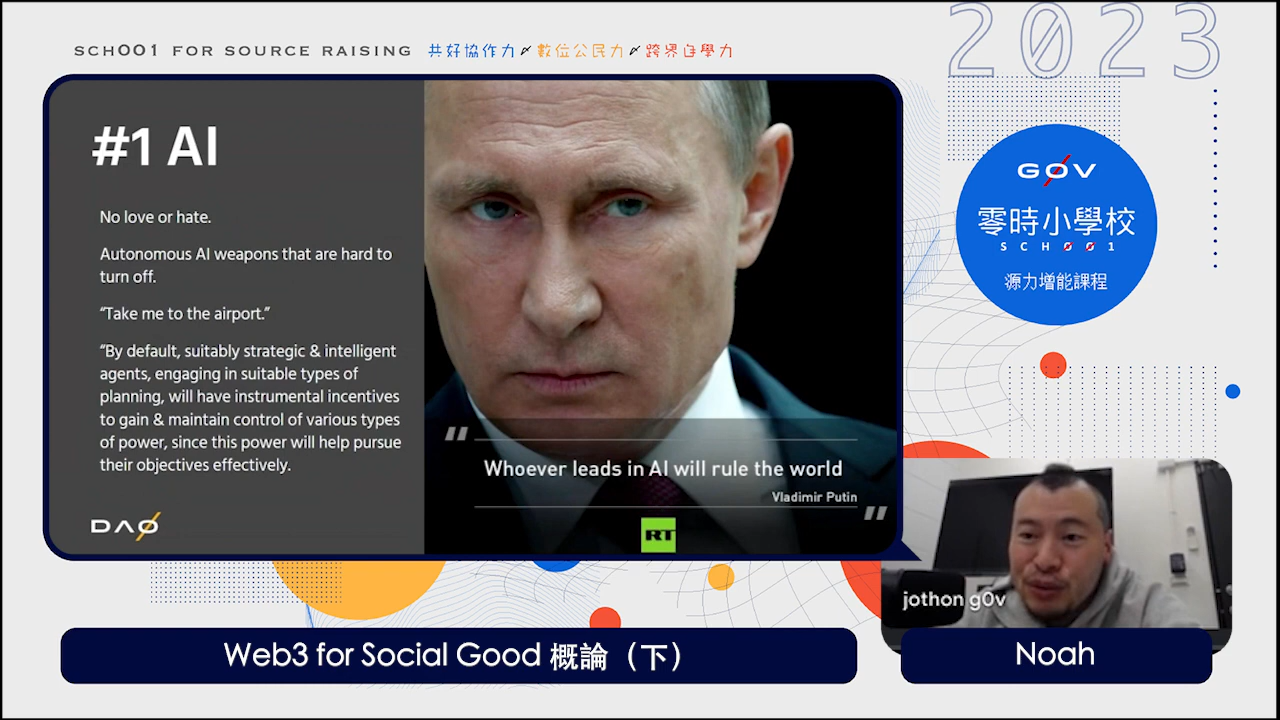 2023
SCH001 FOR SOURCE RAISING 共好協作力 // 數位公民力 // 跨界自學力
#1 AI
No love or hate.
Autonomous AI weapons that are hard to
turn off.
“Take me to the airport.”
“By default, suitably strategic & intelligent
agents, engaging in suitable types of
planning, will have instrumental incentives
to gain & maintain control of various types
of power, since this power will help pursue
their objectives effectively.
DAØ
"
Whoever leads in AI will rule the world
Vladimir Putin
"
RT
GØV
零時小學校
SCHØØ1
源力增能課程
jothon g0v
Web3 for Social Good 概論（下）
Noah